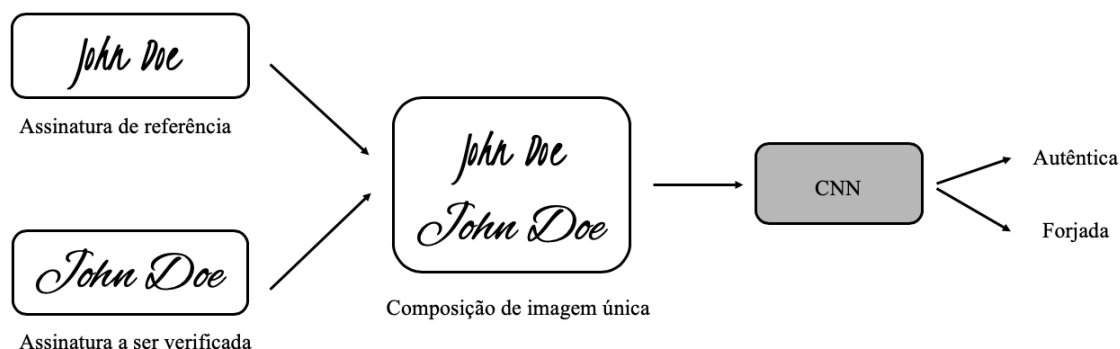 John Doe
Assinatura de referência
John Doe
Assinatura a ser verificada
John Doe
John Doe
Composição de imagem única
CNN
Autêntica
Forjada